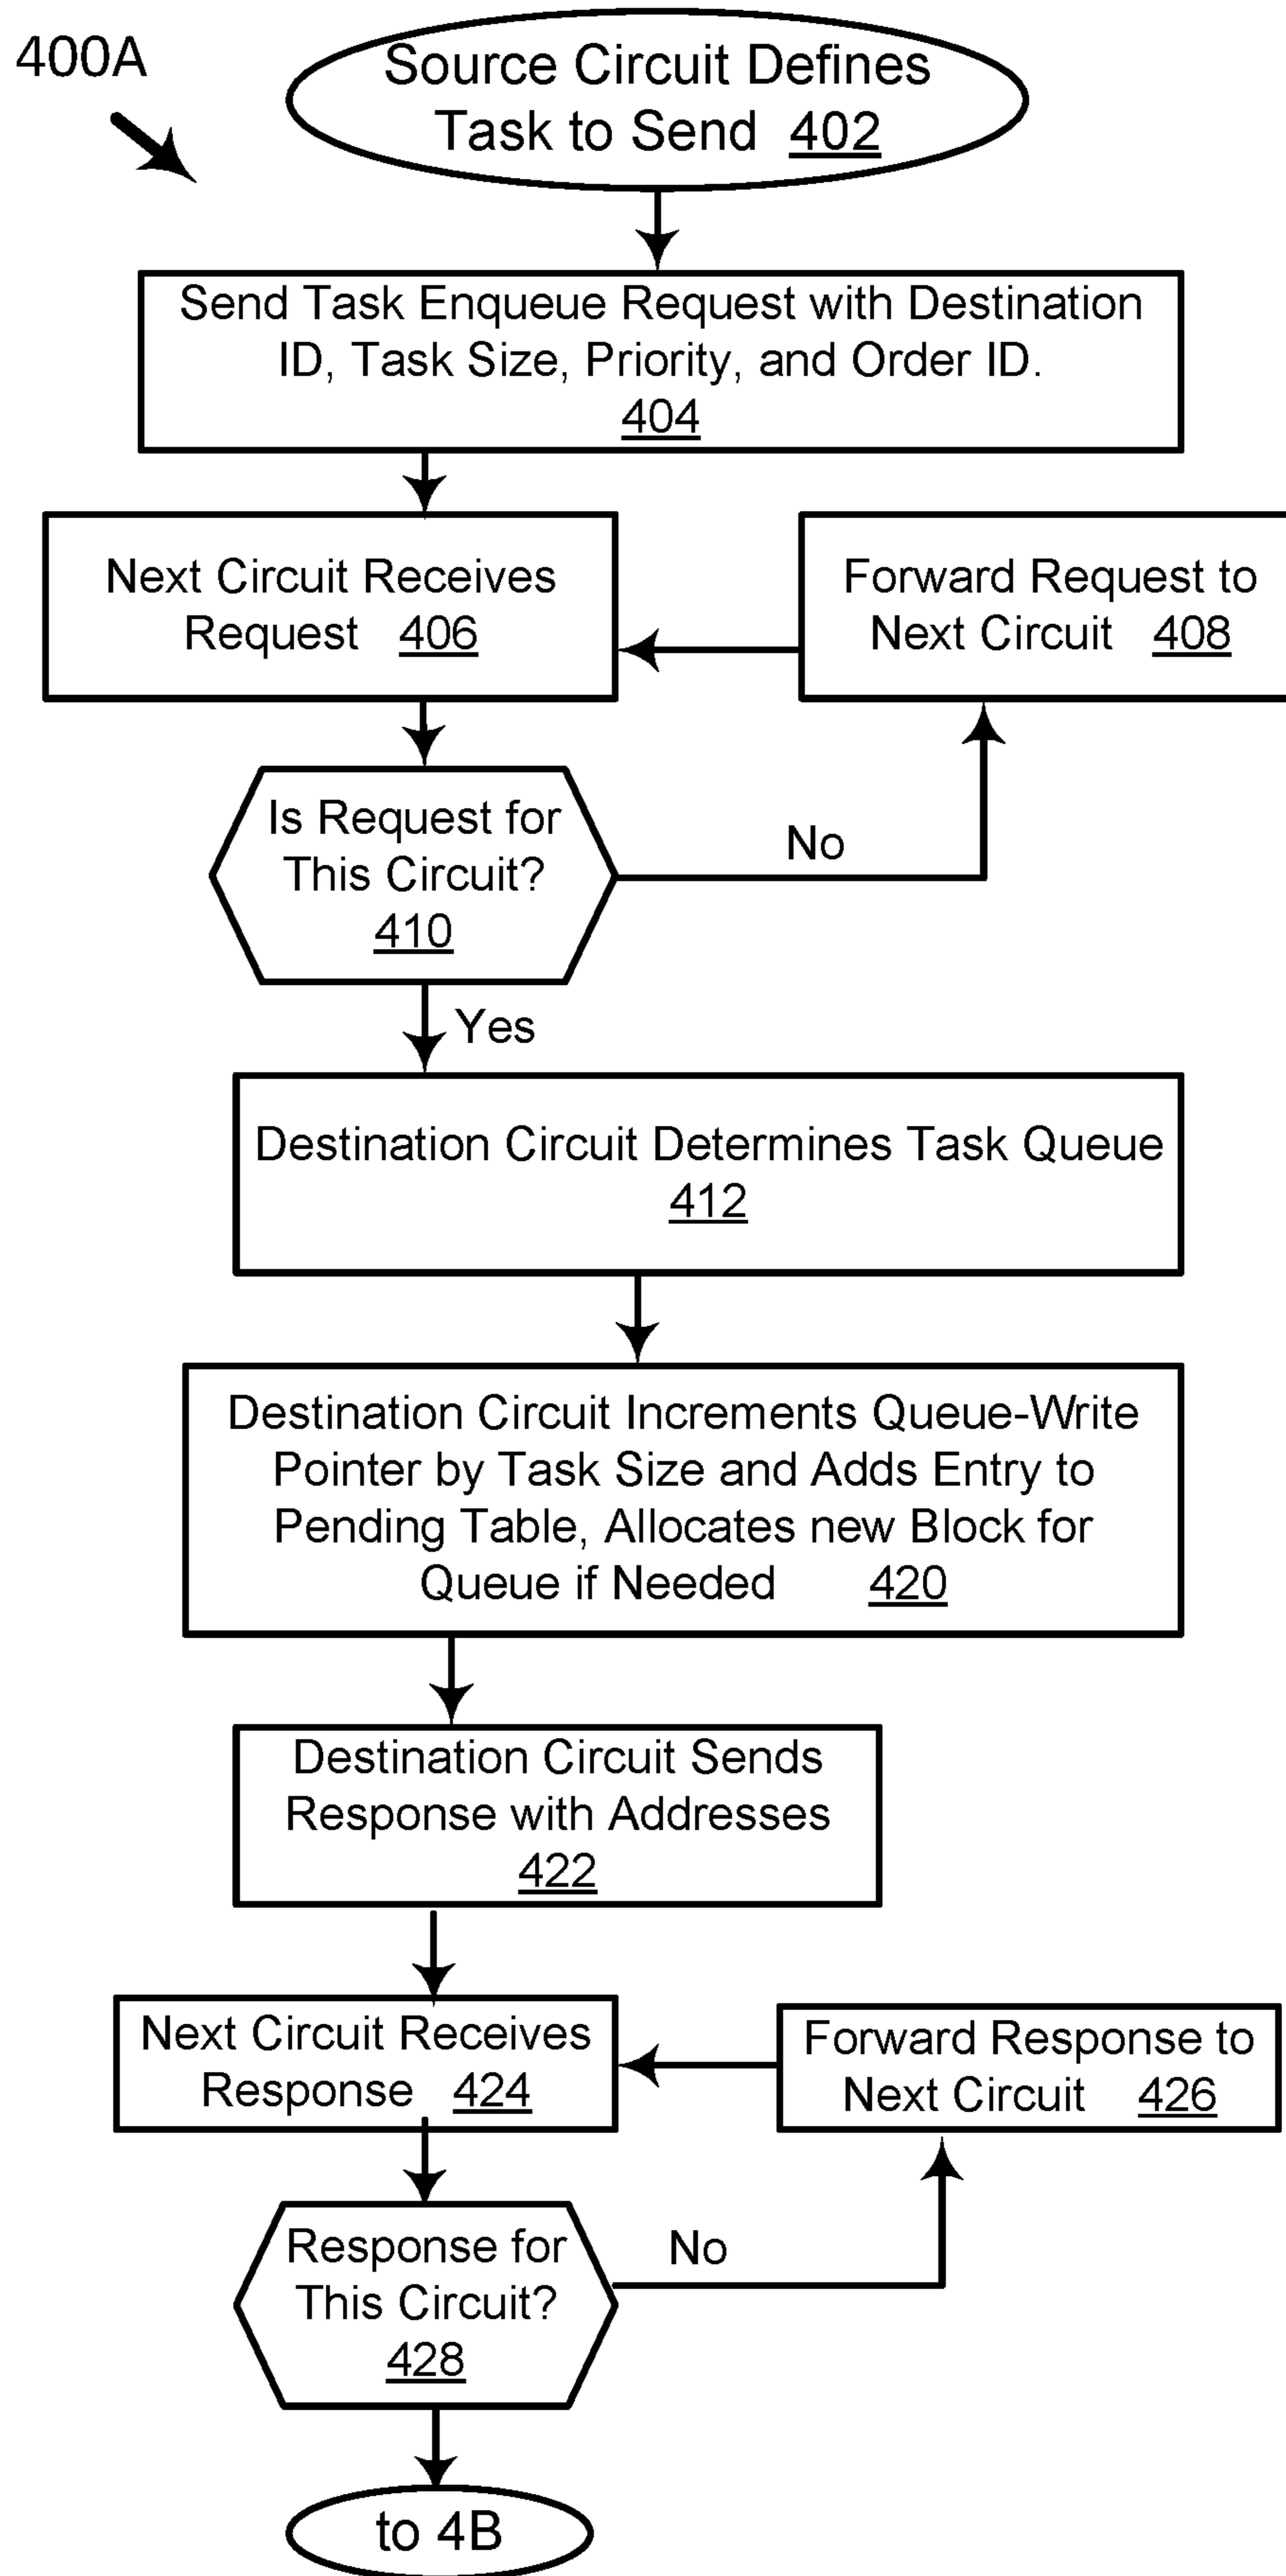 400A
Source Circuit Defines
Task to Send 402
Send Task Enqueue Request with Destination
ID, Task Size, Priority, and Order ID.
404
Next Circuit Receives
Request 406
Forward Request to
Next Circuit 408
Is Request for
This Circuit?
410
No
Yes
Destination Circuit Determines Task Queue
412
Destination Circuit Increments Queue-Write
Pointer by Task Size and Adds Entry to
Pending Table, Allocates new Block for
Queue if Needed 420
Destination Circuit Sends
Response with Addresses
422
Next Circuit Receives
Response 424
Forward Response to
Next Circuit 426
Response for
This Circuit?
428
No
to 4B